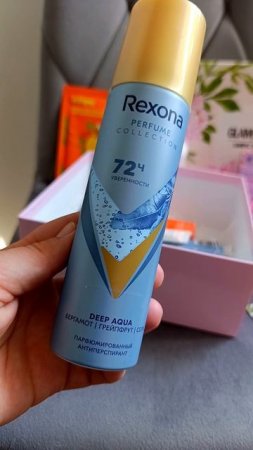 Rexona
PERFUME
COLLECTION
72Ч
УВЕРЕННОСТИ
DEEP AQUA
БЕРГАМОТ | ГРЕЙПФРУТ |
ПАРФЮМИРОВАННЫЙ
АНТИПЕРСПИРАНТ